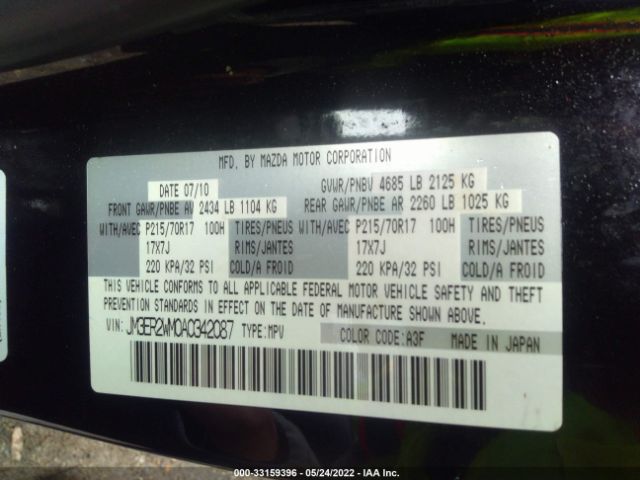 MFD. BY MAZDA MOTOR CORPORATION
DATE 07/10 GVWR/PNBV 4685 LB 2125 KG
FRONT GAWR/PNBE AV 2434 LB 1104 KG REAR GAWR/PNBE AR 2260 LB 1025 KG
WITH/AVEC P215/70R17 100H TIRES/PNEUS WITH/AVEC P215/70R17 100H TIRES/PNEUS
17X7J RIMS/JANTES 17X7J RIMS/JANTES
220 KPA/32 PSI COLD/A FROID 220 KPA/32 PSI COLD/A FROID
THIS VEHICLE CONFORMS TO ALL APPLICABLE FEDERAL MOTOR VEHICLE SAFETY AND THEFT
PREVENTION STANDARDS IN EFFECT ON THE DATE OF MANUFACTURE SHOWN ABOVE.
VIN: JM3ER2WM0A0342087 TYPE: MPV COLOR CODE: A3F MADE IN JAPAN
000-33159396 - 05/24/2022 - IAA Inc.